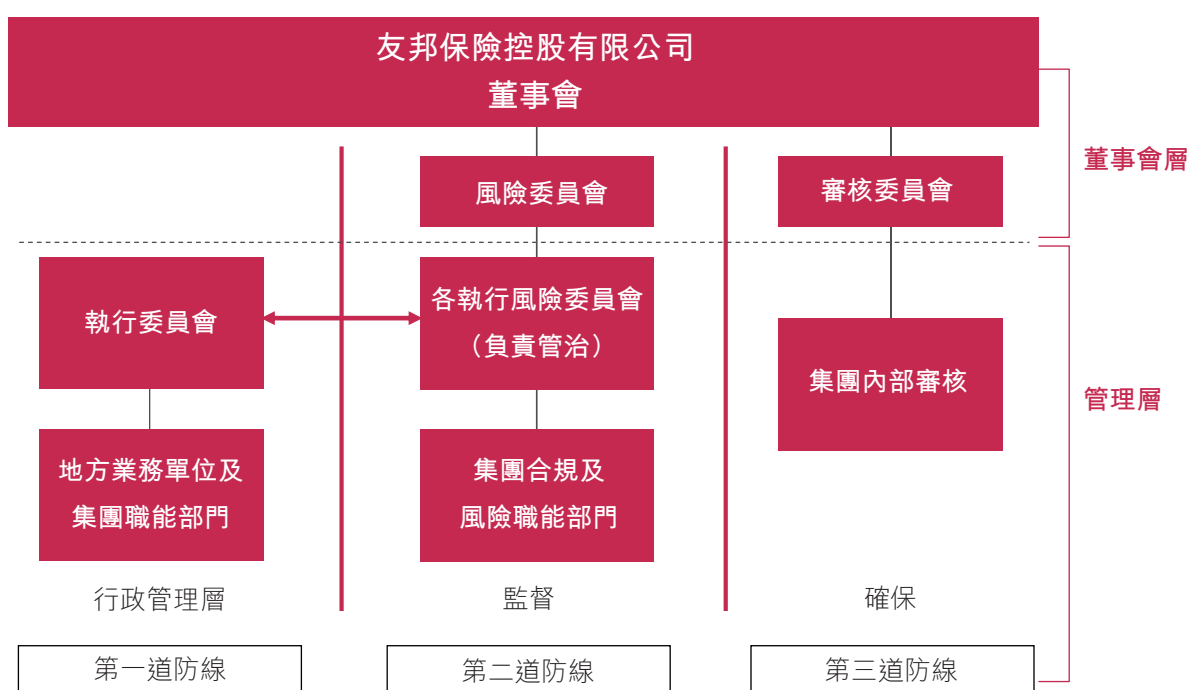 友邦保險控股有限公司
董事會
董事會層
風險委員會
審核委員會
執行委員會
各執行風險委員會
（負責管治）
集團內部審核
管理層
地方業務單位及
集團職能部門
集團合規及
風險職能部門
行政管理層
監督
確保
第一道防線
第二道防線
第三道防線